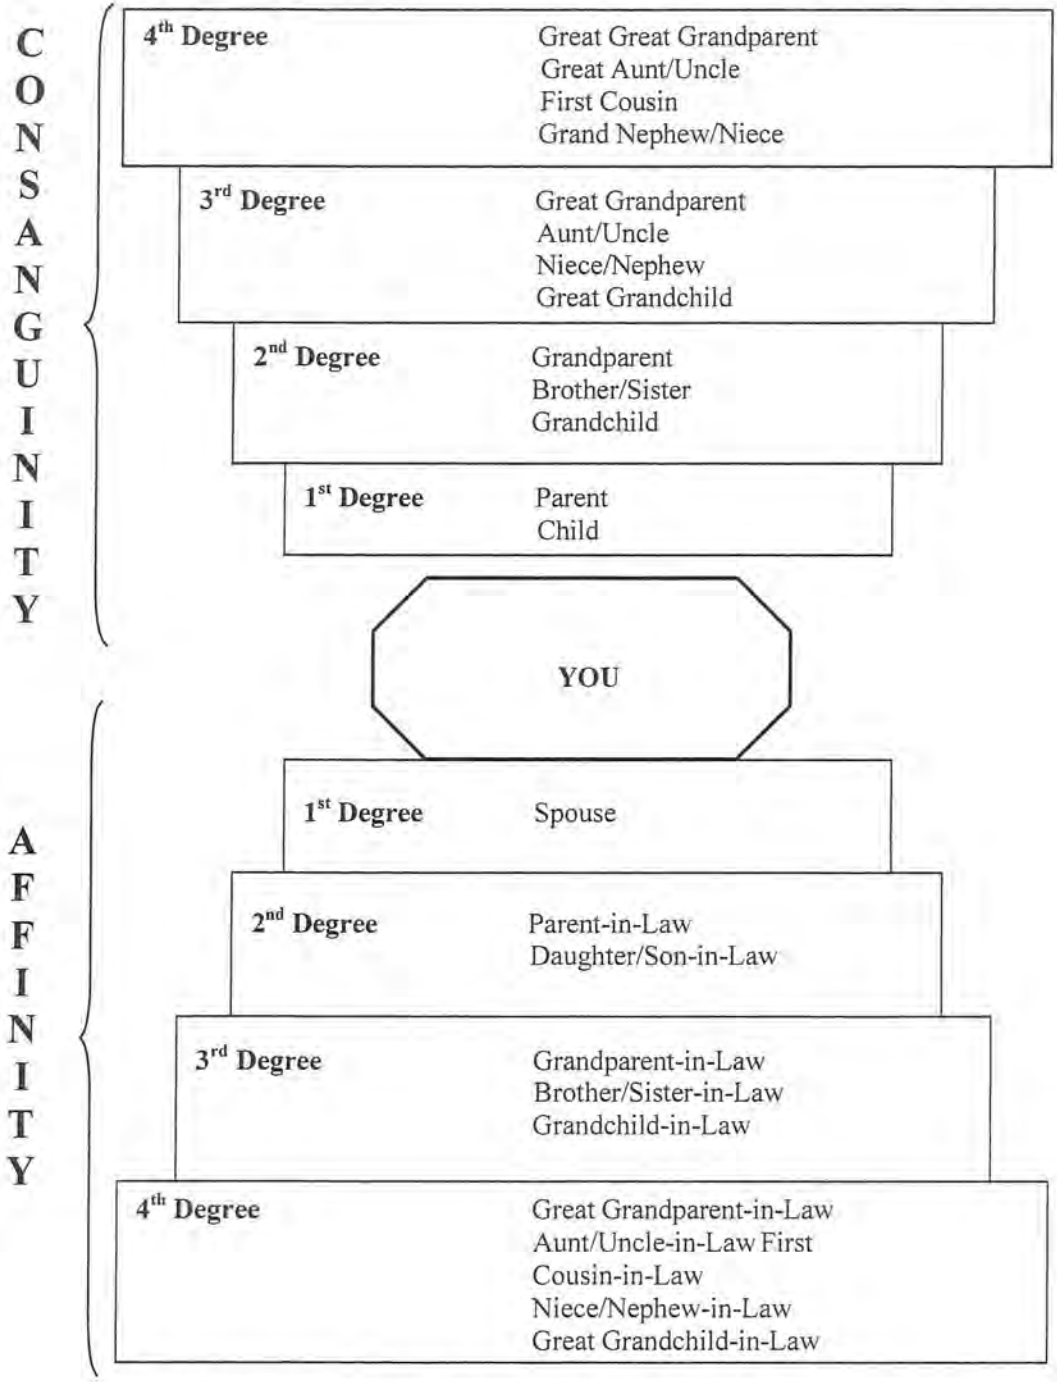 CONSANGUINITY
4th Degree
Great Great Grandparent
Great Aunt/Uncle
First Cousin
Grand Nephew/Niece
3rd Degree
Great Grandparent
Aunt/Uncle
Niece/Nephew
Great Grandchild
2nd Degree
Grandparent
Brother/Sister
Grandchild
1st Degree
Parent
Child
YOU
AFFINITY
1st Degree
Spouse
2nd Degree
Parent-in-Law
Daughter/Son-in-Law
3rd Degree
Grandparent-in-Law
Brother/Sister-in-Law
Grandchild-in-Law
4th Degree
Great Grandparent-in-Law
Aunt/Uncle-in-Law First
Cousin-in-Law
Niece/Nephew-in-Law
Great Grandchild-in-Law